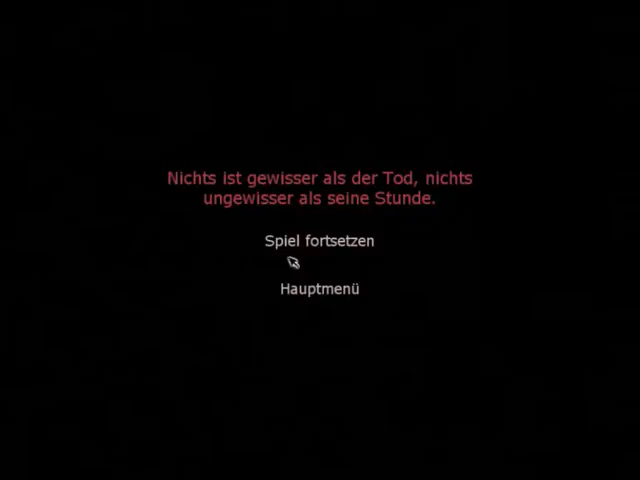 Nichts ist gewisser als der Tod, nichts
ungewisser als seine Stunde.
Spiel fortsetzen
Hauptmenü